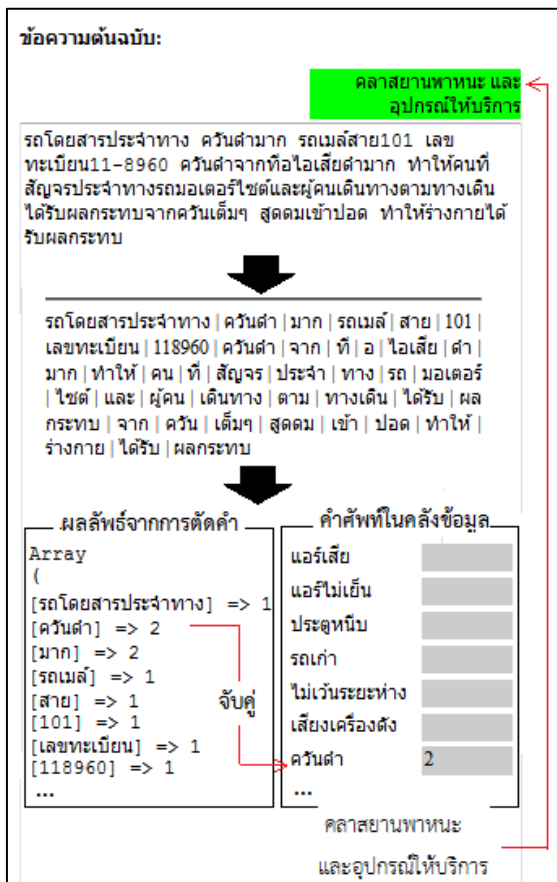 ข้อความต้นฉบับ:
คลาสยานพาหนะ และ
อุปกรณ์ให้บริการ
รถโดยสารประจำทาง ควันดำมาก รถเมล์สาย101 เลข
ทะเบียน11-8960 ควันดำจากทีอไอเสียดำมาก ทำให้คนที่
สัญจรประจำทางรถมอเตอร์ไซต์และผู้คนเดินทางตามทางเดิน
ได้รับผลกระทบจากควันเต็มๆ สูดดมเข้าปอด ทำให้ร่างกายได้
รับผลกระทบ
รถโดยสารประจำทาง | ควันดำ | มาก | รถเมล์ | สาย | 101 |
เลขทะเบียน | 118960 | ควันดำ | จาก | ที | อ | ไอเสีย | ดำ |
มาก | ทำให้ | คน | ที่ | สัญจร | ประจำ | ทาง | รถ | มอเตอร์
| ไซต์ | และ | ผู้คน | เดินทาง | ตาม | ทางเดิน | ได้รับ | ผล
กระทบ | จาก | ควัน | เต็มๆ | สูดดม | เข้า | ปอด | ทำให้ |
ร่างกาย | ได้รับ | ผลกระทบ
ผลลัพธ์จากการตัดคำ
Array
(
[รถโดยสารประจำทาง] => 1
[ควันดำ] => 2
[มาก] => 2
[รถเมล์] => 1
[สาย] => 1
[101] => 1
[เลขทะเบียน] => 1
[118960] => 1
...
จับคู่
คำศัพท์ในคลังข้อมูล
แอร์เสีย
แอร์ไม่เย็น
ประตูหนีบ
รถเก่า
ไม่เว้นระยะห่าง
เสียงเครื่องดัง
ควันดำ 2
...
คลาสยานพาหนะ
และอุปกรณ์ให้บริการ